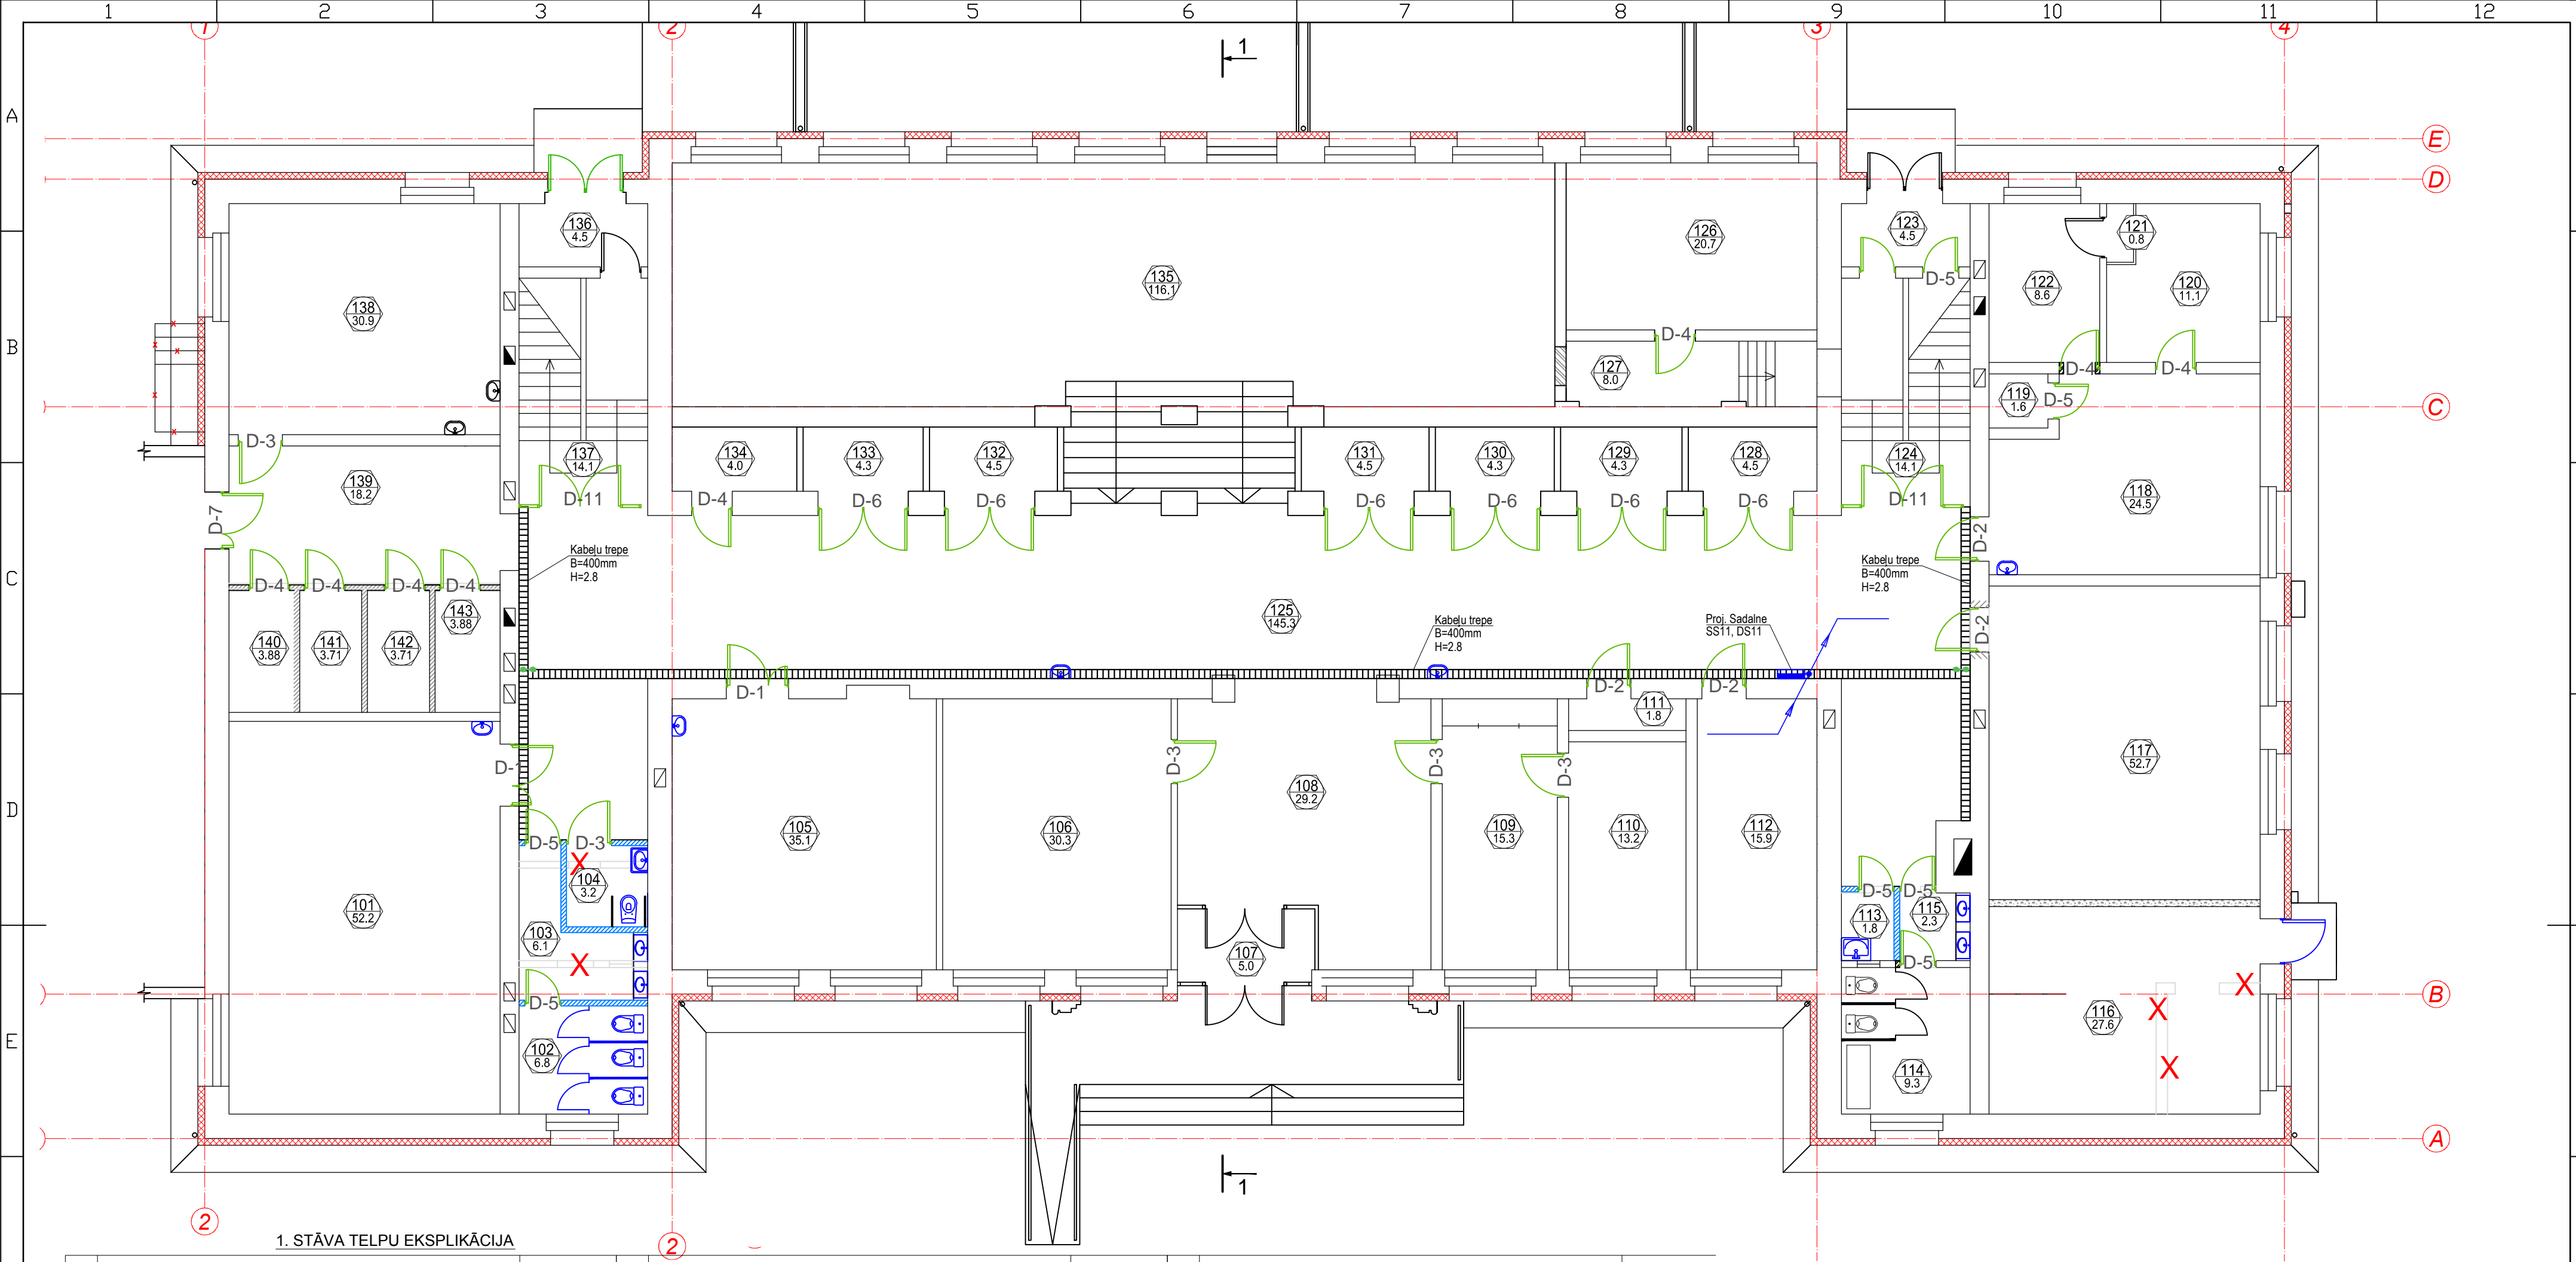 1 2 3 4 5 6 7 8 9 10 11 12
1 2 3 4
1
A
E
D
136
4.5
123
4.5
121
0.8
126
20.7
135
116.1
D-5
122
8.6
120
11.1
138
30.9
B
D-4
127
8.0
D-4
D-4
119
1.6
D-5
C
D-3
137
14.1
134
4.0
133
4.3
132
4.5
131
4.5
130
4.3
129
4.3
128
4.5
124
14.1
139
18.2
D-11
D-4
D-6
D-6
D-6
D-6
D-6
D-6
D-11
118
24.5
D-7
D-2
Kabeļu trepe
B=400mm
H=2.8
Kabeļu trepe
B=400mm
H=2.8
C
D-4
D-4
D-4
D-4
143
3.88
125
145.3
Kabeļu trepe
B=400mm
H=2.8
Proj. Sadalne
SS11, DS11
D-2
140
3.88
141
3.71
142
3.71
D-1
D-2
D-2
111
1.8
D-1
D-3
D-3
D-3
117
52.7
108
29.2
D
105
35.1
106
30.3
109
15.3
110
13.2
112
15.9
D-5
D-3
X
104
3.2
D-5
D-5
101
52.2
113
1.8
115
2.3
103
6.1
X
107
5.0
D-5
X
B
D-5
X
116
27.6
E
102
6.8
X
114
9.3
A
1
2
2
1. STĀVA TELPU EKSPLIKĀCIJA